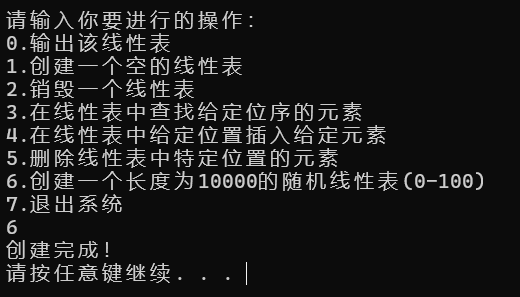 请输入你要进行的操作:
0.输出该线性表
1.创建一个空的线性表
2.销毁一个线性表
3.在线性表中查找给定位序的元素
4.在线性表中给定位置插入给定元素
5.删除线性表中特定位置的元素
6.创建一个长度为10000的随机线性表(0-100)
7.退出系统
6
创建完成!
请按任意键继续. . .